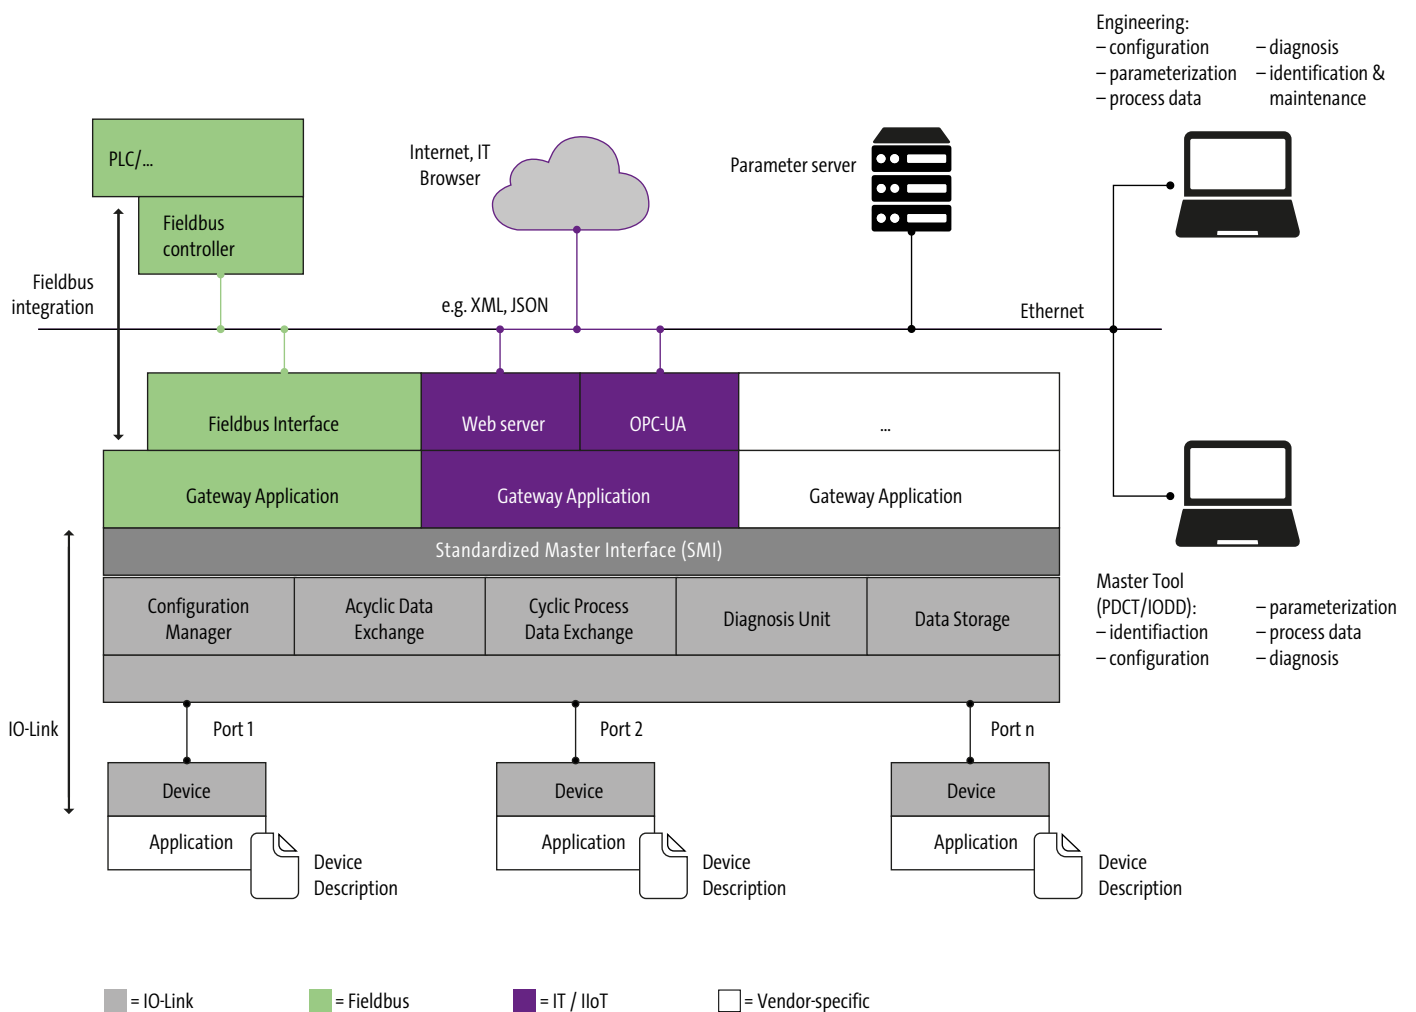 Engineering:
– configuration
– parameterization
– process data
– diagnosis
– identification &
maintenance
PLC/...
Internet, IT
Browser
Parameter server
Fieldbus
controller
Fieldbus
integration
e.g. XML, JSON
Ethernet
Fieldbus Interface
Web server
OPC-UA
...
Gateway Application
Gateway Application
Gateway Application
Standardized Master Interface (SMI)
Configuration
Manager
Acyclic Data
Exchange
Cyclic Process
Data Exchange
Diagnosis Unit
Data Storage
Master Tool
(PDCT/IODD):
– identifiaction
– configuration
– parameterization
– process data
– diagnosis
IO-Link
Port 1
Port 2
Port n
Device
Device
Device
Application
Application
Application
Device
Description
Device
Description
Device
Description
= IO-Link
= Fieldbus
= IT / IIoT
= Vendor-specific